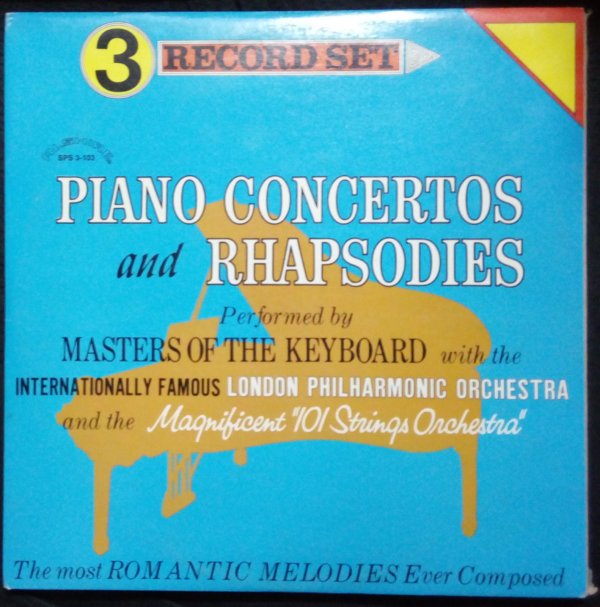 3 RECORD SET
SPS 3-103
PIANO CONCERTOS
and RHAPSODIES
Performed by
MASTERS OF THE KEYBOARD with the
INTERNATIONALLY FAMOUS LONDON PHILHARMONIC ORCHESTRA
and the Magnificent "101 Strings Orchestra"
The most ROMANTIC MELODIES Ever Composed